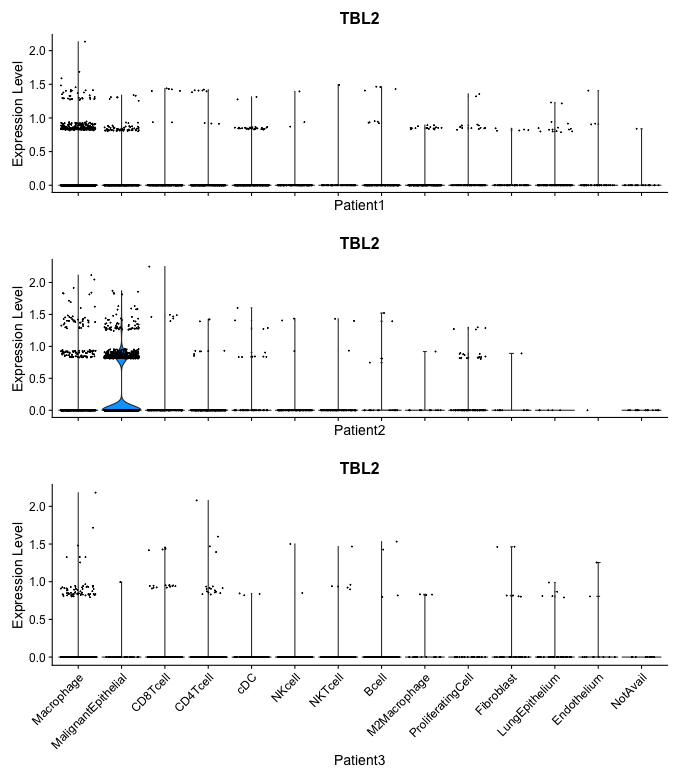 TBL2
Expression Level
2.0
1.5
1.0
0.5
0.0
Patient1
TBL2
Expression Level
2.0
1.5
1.0
0.5
0.0
Patient2
TBL2
Expression Level
2.0
1.5
1.0
0.5
0.0
Macrophage
MalignantEpithelial
CD8Tcell
CD4Tcell
cDC
NKcell
NKTcell
Bcell
M2Macrophage
ProliferatingCell
Fibroblast
LungEpithelium
Endothelium
NotAvail
Patient3